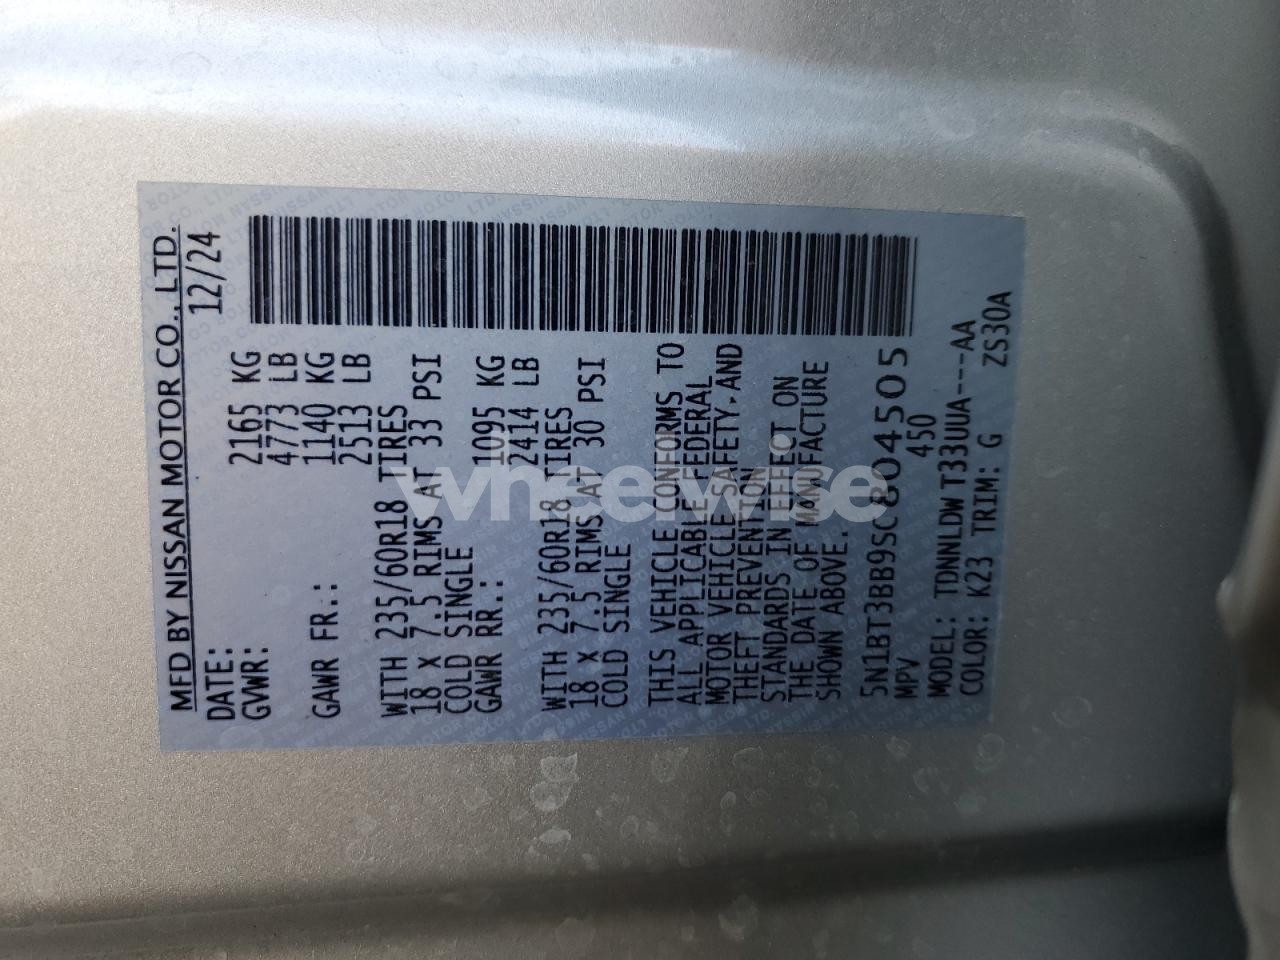 MFD BY NISSAN MOTOR CO., LTD.
DATE: 12/24
GVWR: 2165 KG
4773 LB
GAWR FR.: 1140 KG
2513 LB
WITH 235/60R18 TIRES
18 X 7.5 RIMS AT 33 PSI
COLD SINGLE
GAWR RR.: 1095 KG
2414 LB
WITH 235/60R18 TIRES
18 X 7.5 RIMS AT 30 PSI
COLD SINGLE
THIS VEHICLE CONFORMS TO
ALL APPLICABLE FEDERAL
MOTOR VEHICLE SAFETY AND
THEFT PREVENTION
STANDARDS IN EFFECT ON
THE DATE OF MANUFACTURE
SHOWN ABOVE.
5N1BT3BB9SC804505
MPV 450
MODEL: TDNNLDW T33UUA---AA
COLOR: K23 TRIM: G ZS30A
wheelwise